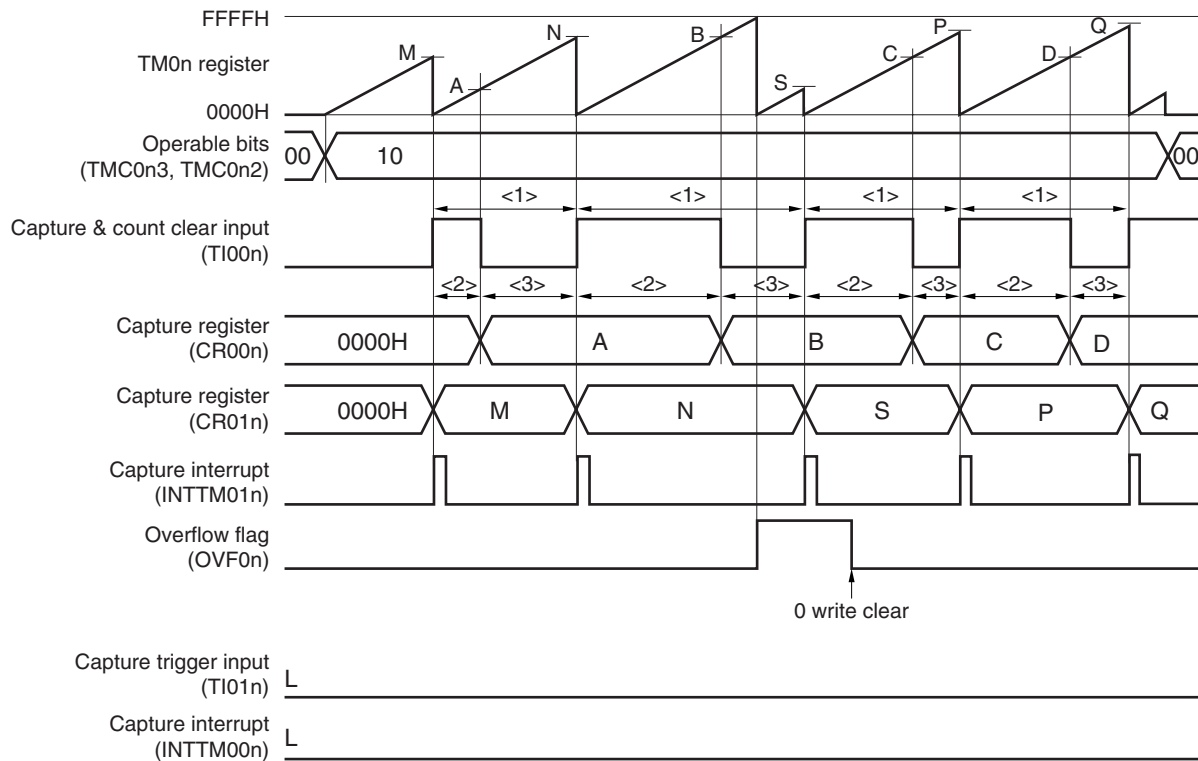 FFFFH
TM0n register
0000H
M
A
N
B
S
C
P
D
Q
Operable bits
(TMC0n3, TMC0n2)
00
10
00
<1>
<1>
<1>
<1>
Capture & count clear input
(TI00n)
<2>
<3>
<2>
<3>
<2>
<3>
<2>
<3>
Capture register
(CR00n)
0000H
A
B
C
D
Capture register
(CR01n)
0000H
M
N
S
P
Q
Capture interrupt
(INTTM01n)
Overflow flag
(OVF0n)
0 write clear
Capture trigger input
(TI01n)
L
Capture interrupt
(INTTM00n)
L